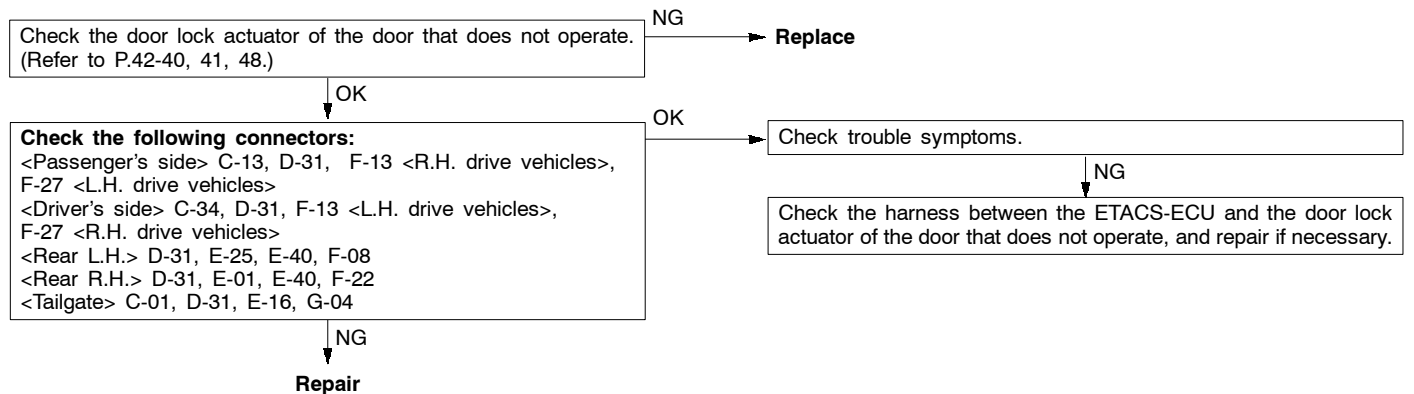 Check the door lock actuator of the door that does not operate.
(Refer to P.42-40, 41, 48.)
NG
Replace
OK
Check the following connectors:
<Passenger's side> C-13, D-31, F-13 <R.H. drive vehicles>,
F-27 <L.H. drive vehicles>
<Driver's side> C-34, D-31, F-13 <L.H. drive vehicles>,
F-27 <R.H. drive vehicles>
<Rear L.H.> D-31, E-25, E-40, F-08
<Rear R.H.> D-31, E-01, E-40, F-22
<Tailgate> C-01, D-31, E-16, G-04
OK
Check trouble symptoms.
NG
Check the harness between the ETACS-ECU and the door lock
actuator of the door that does not operate, and repair if necessary.
NG
Repair